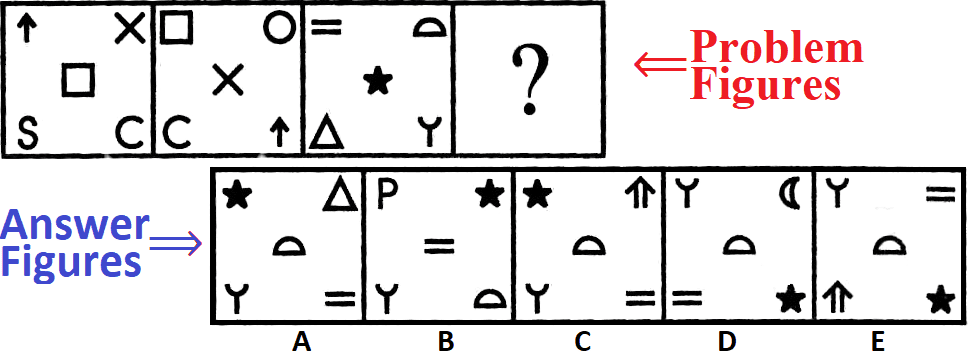 Problem
Figures
S C C
?
P
Answer
Figures
A B C D E